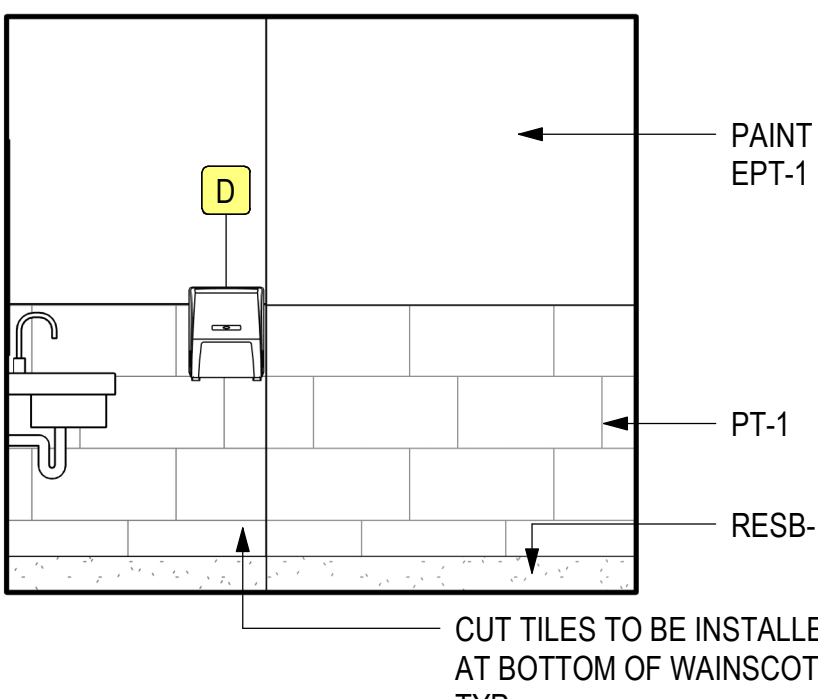 PAINT
EPT-1
D
PT-1
RESB-
CUT TILES TO BE INSTALLE
AT BOTTOM OF WAINSCOT